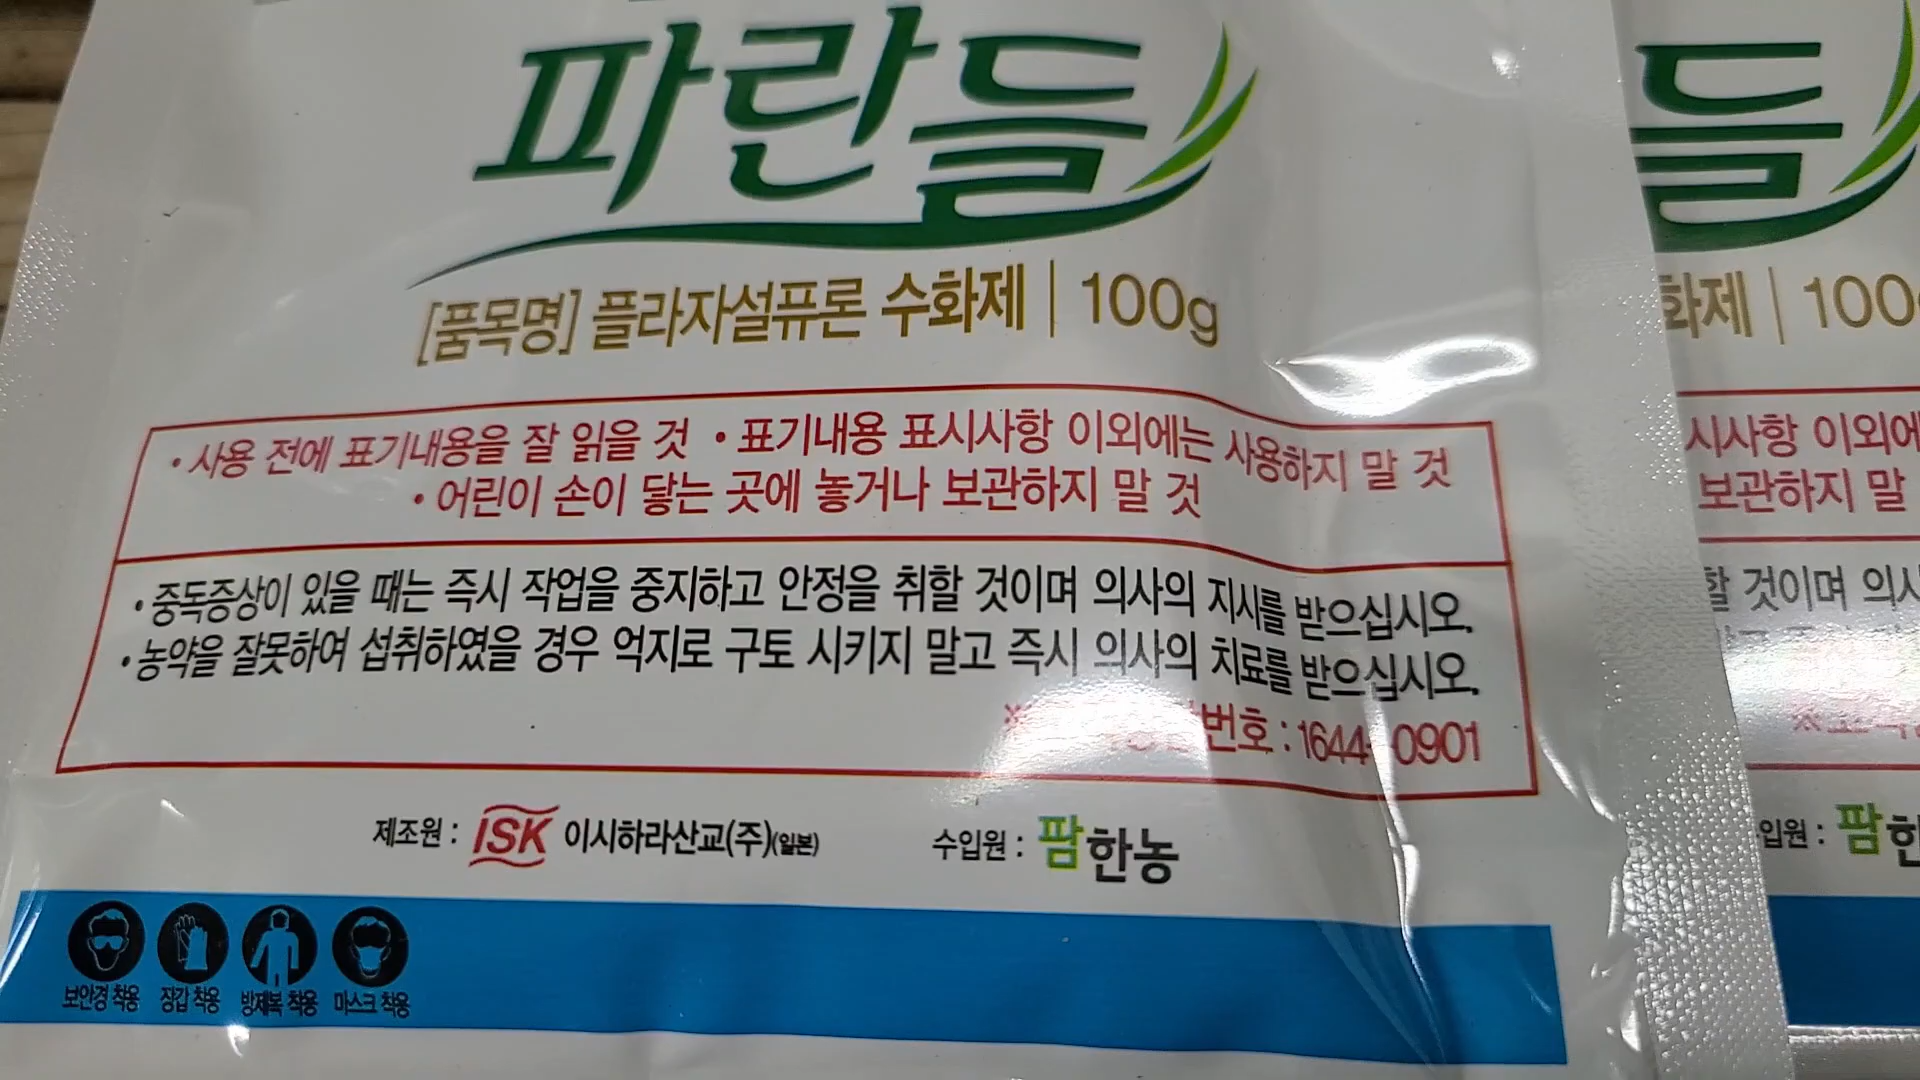 파란들
[품목명] 플라자설퓨론 수화제 | 100g
• 사용 전에 표기내용을 잘 읽을 것 • 표기내용 표시사항 이외에는 사용하지 말 것
• 어린이 손이 닿는 곳에 놓거나 보관하지 말 것
• 중독증상이 있을 때는 즉시 작업을 중지하고 안정을 취할 것이며 의사의 지시를 받으십시오.
• 농약을 잘못하여 섭취하였을 경우 억지로 구토 시키지 말고 즉시 의사의 치료를 받으십시오.
※ 번호 : 1644-0901
제조원 : ISK 이시하라산교(주)(일본) 수입원 : 팜한농
보안경 착용 장갑 착용 방제복 착용 마스크 착용
들
화제 | 100
시사항 이외에
보관하지 말
할 것이며 의사
입원 : 팜한